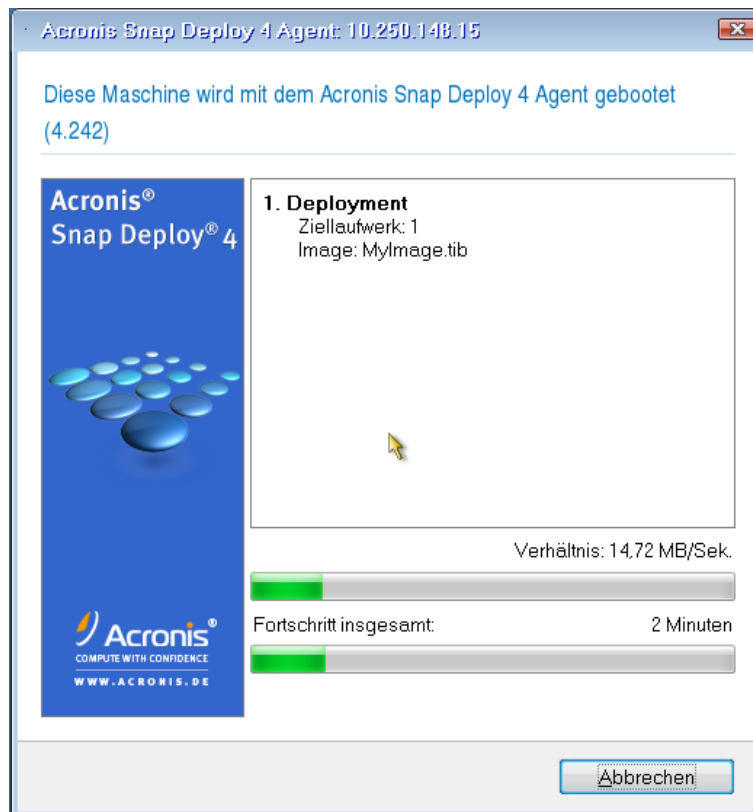 Acronis Snap Deploy 4 Agent: 10.250.148.15
Diese Maschine wird mit dem Acronis Snap Deploy 4 Agent gebootet
(4.242)
Acronis®
Snap Deploy® 4
1. Deployment
Ziellaufwerk: 1
Image: MyImage.tib
Verhältnis: 14,72 MB/Sek.
Fortschritt insgesamt: 2 Minuten
Acronis®
COMPUTE WITH CONFIDENCE
WWW.ACRONIS.DE
Abbrechen